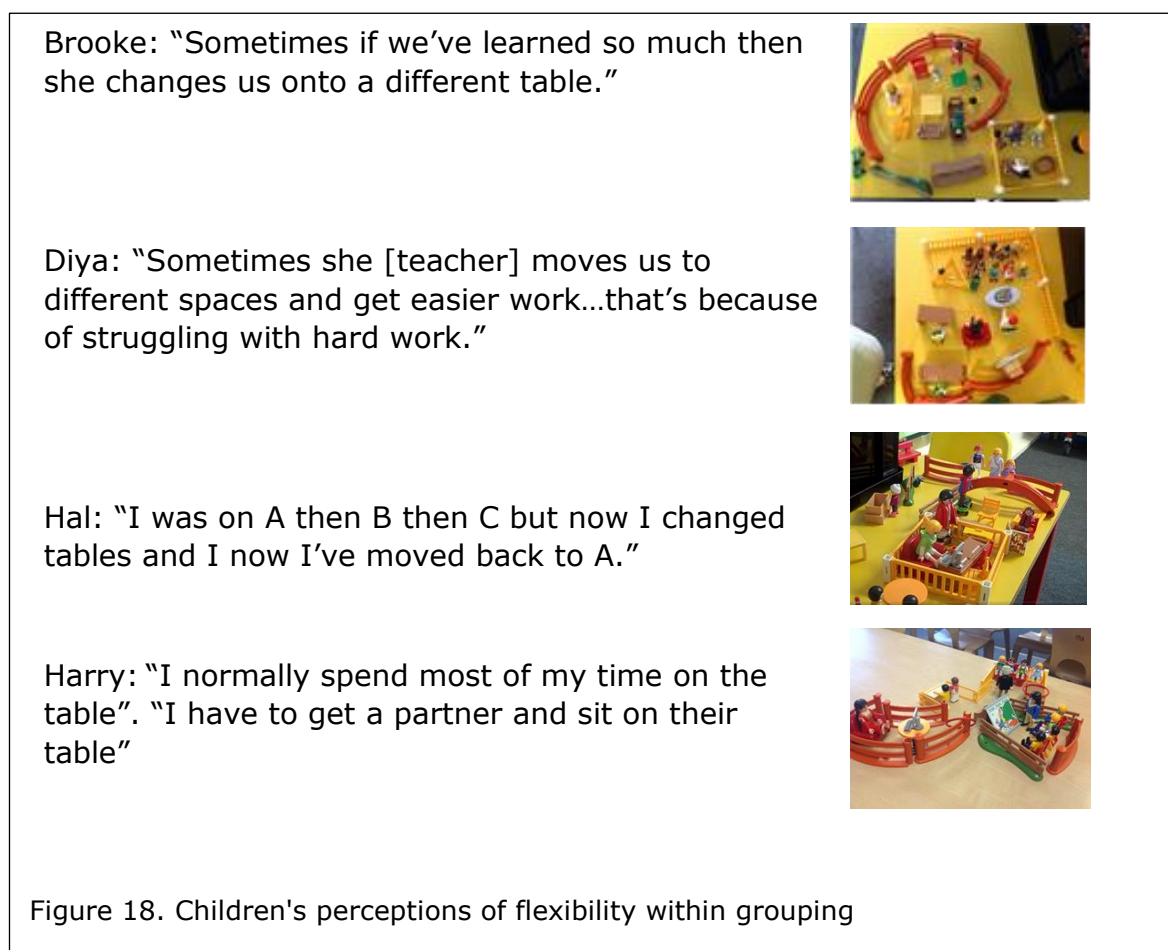 Brooke: “Sometimes if we’ve learned so much then
she changes us onto a different table.”
Diya: “Sometimes she [teacher] moves us to
different spaces and get easier work…that’s because
of struggling with hard work.”
Hal: “I was on A then B then C but now I changed
tables and I now I’ve moved back to A.”
Harry: “I normally spend most of my time on the
table”. “I have to get a partner and sit on their
table”
Figure 18. Children's perceptions of flexibility within grouping